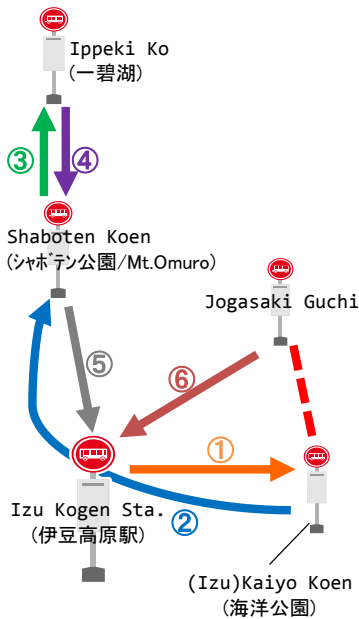 Ippeki Ko
(一碧湖)
③
④
Shaboten Koen
(シャボテン公園/Mt.Omuro)
Jogasaki Guchi
⑤
⑥
①
Izu Kogen Sta.
(伊豆高原駅)
②
(Izu)Kaiyo Koen
(海洋公園)